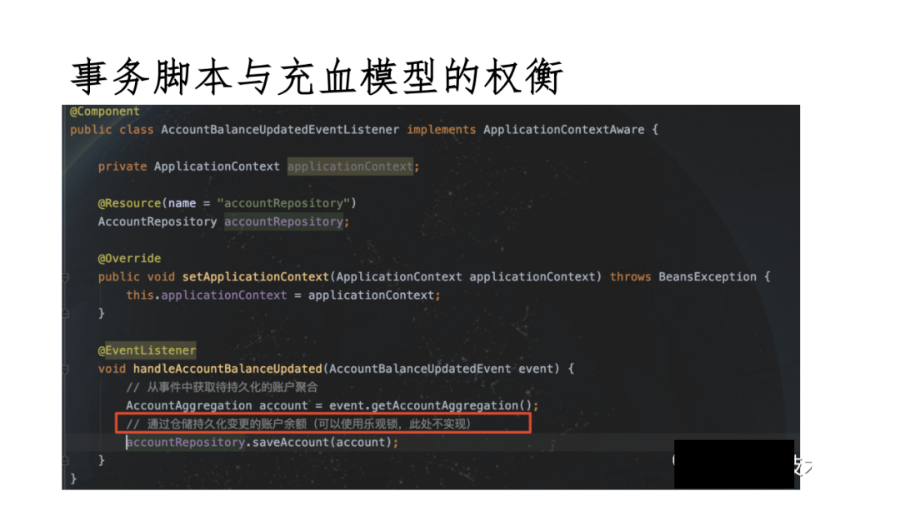 事务脚本与充血模型的权衡
@Component
public class AccountBalanceUpdatedEventListener implements ApplicationContextAware {
private ApplicationContext applicationContext;
@Resource(name = "accountRepository")
AccountRepository accountRepository;
@Override
public void setApplicationContext(ApplicationContext applicationContext) throws BeansException {
this.applicationContext = applicationContext;
}
@EventListener
void handleAccountBalanceUpdated(AccountBalanceUpdatedEvent event) {
// 从事件中获取待持久化的账户聚合
AccountAggregation account = event.getAccountAggregation();
// 通过仓储持久化变更的账户余额（可以使用乐观锁，此处不实现）
accountRepository.saveAccount(account);
}
}